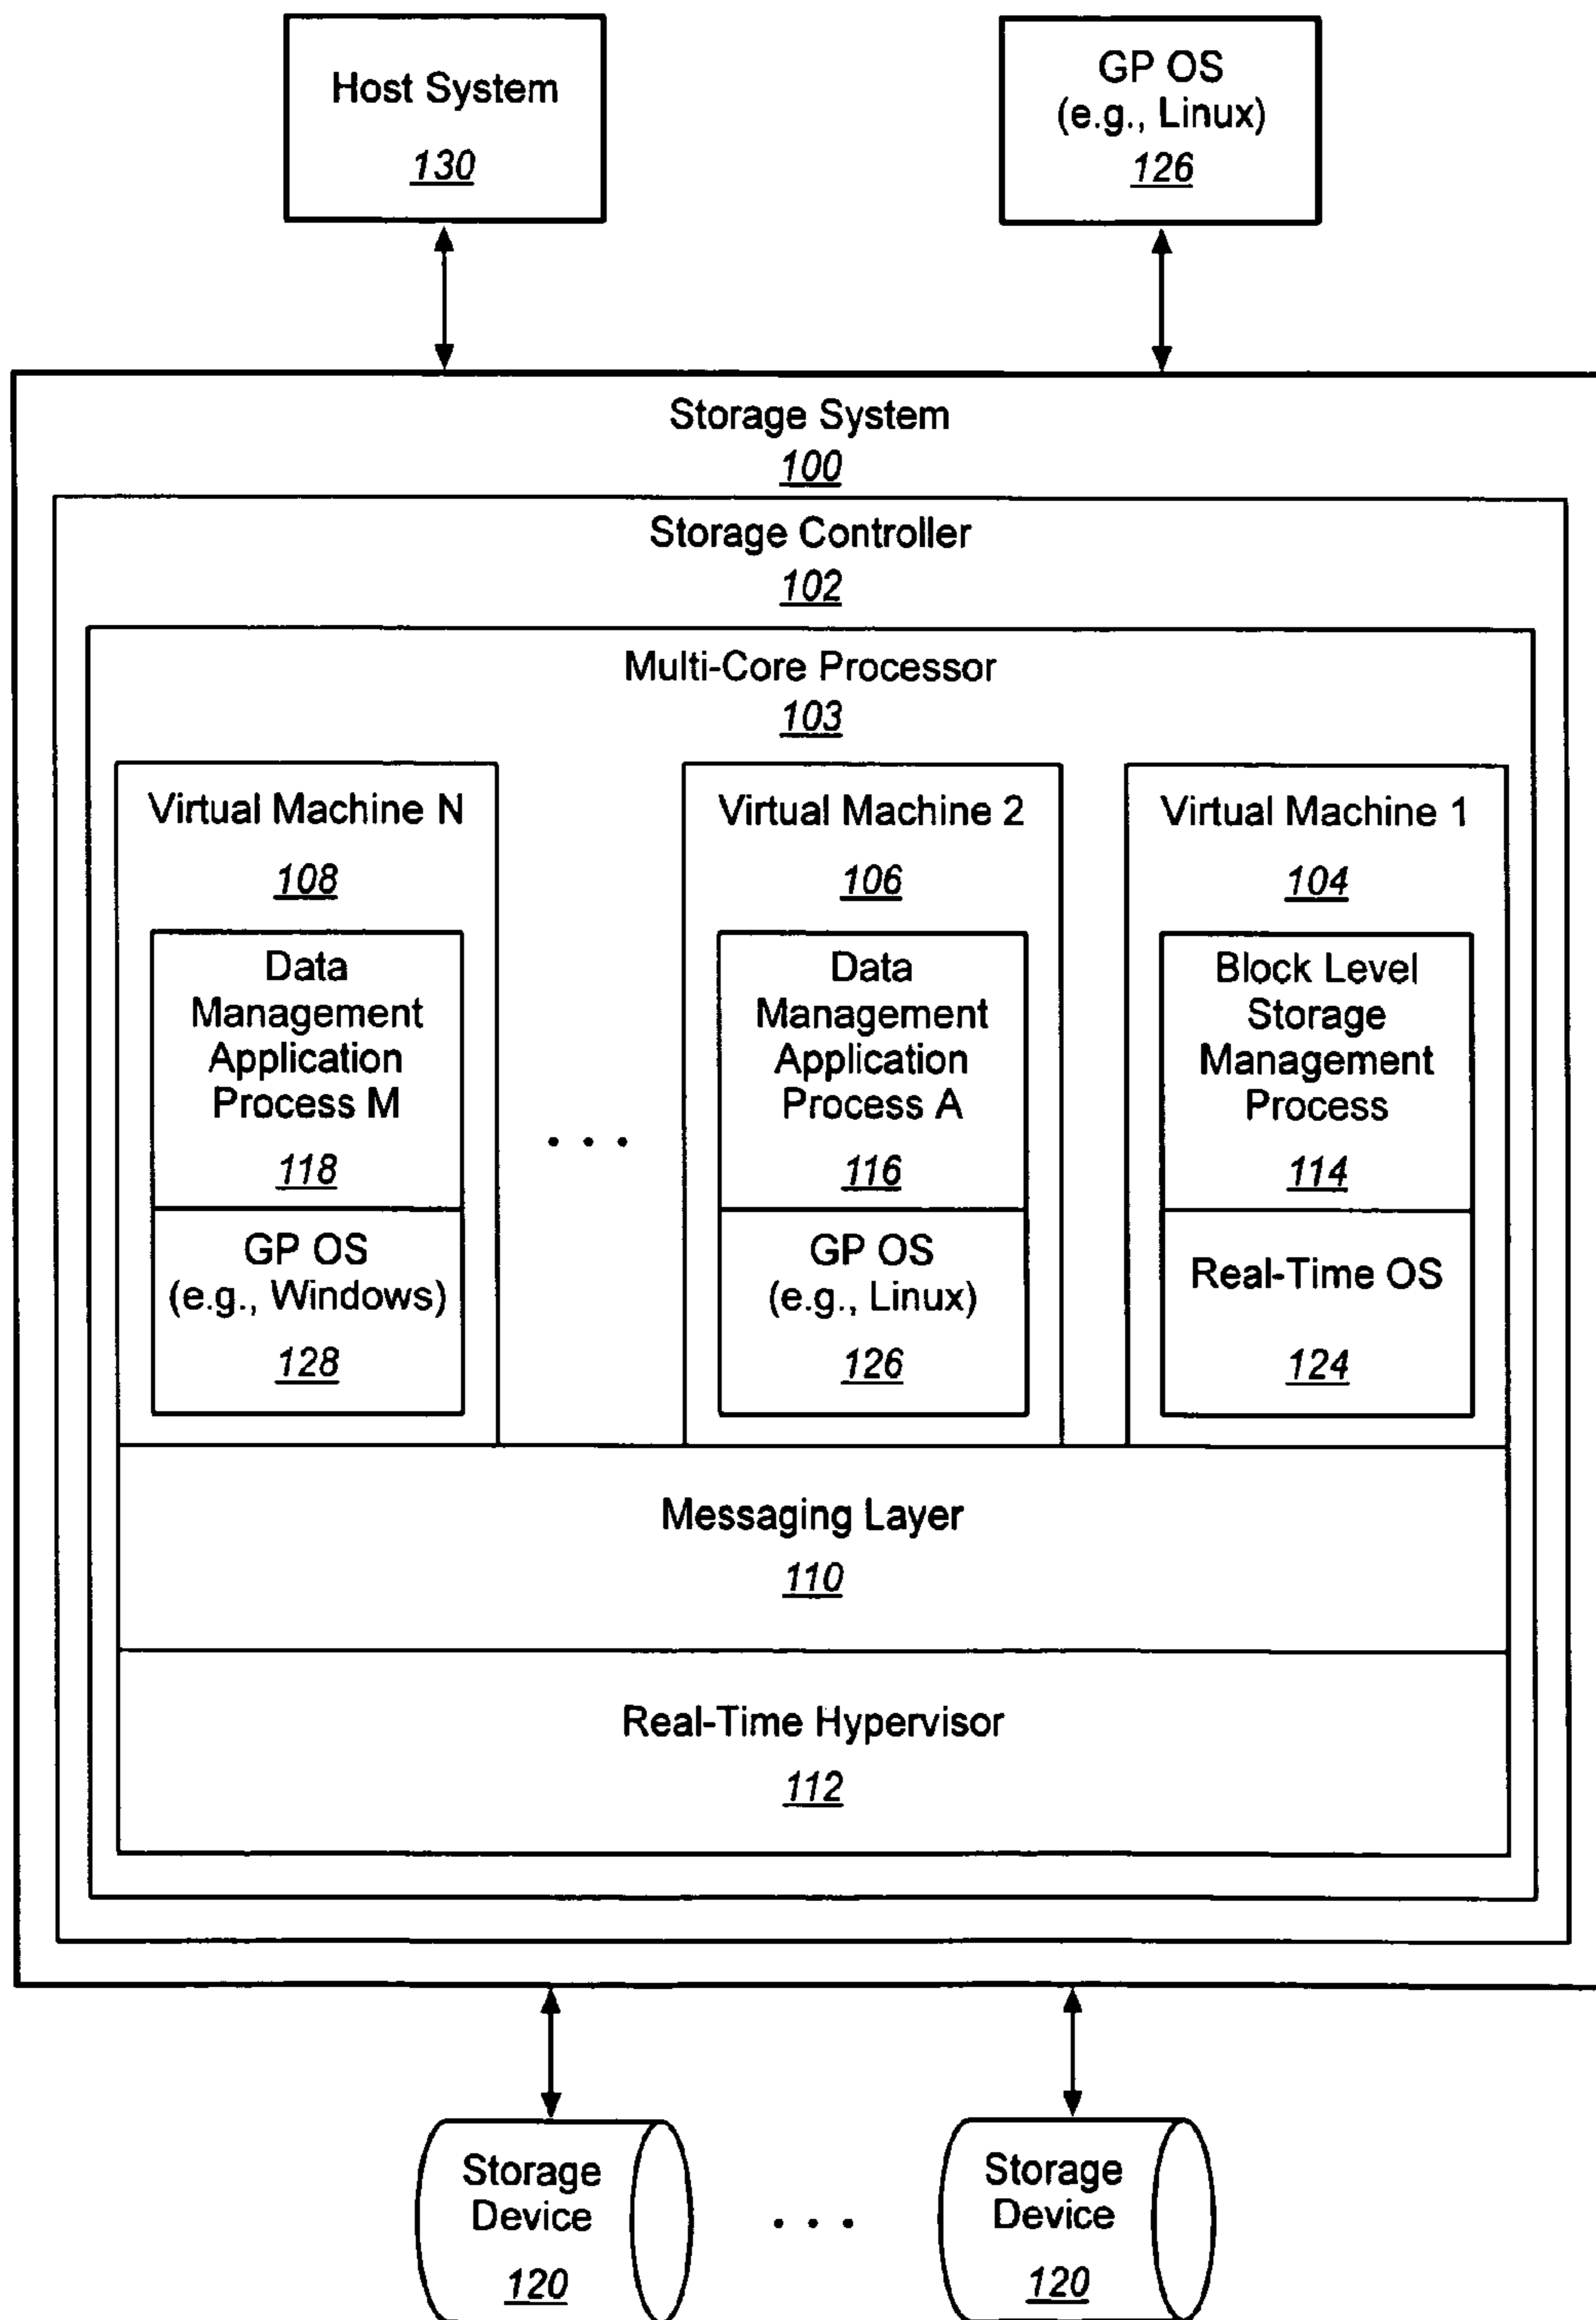 Host System
130
GP OS
(e.g., Linux)
126
Storage System
100
Storage Controller
102
Multi-Core Processor
103
Virtual Machine N
108
Data
Management
Application
Process M
118
GP OS
(e.g., Windows)
128
. . .
Virtual Machine 2
106
Data
Management
Application
Process A
116
GP OS
(e.g., Linux)
126
Virtual Machine 1
104
Block Level
Storage
Management
Process
114
Real-Time OS
124
Messaging Layer
110
Real-Time Hypervisor
112
Storage
Device
120
. . .
Storage
Device
120